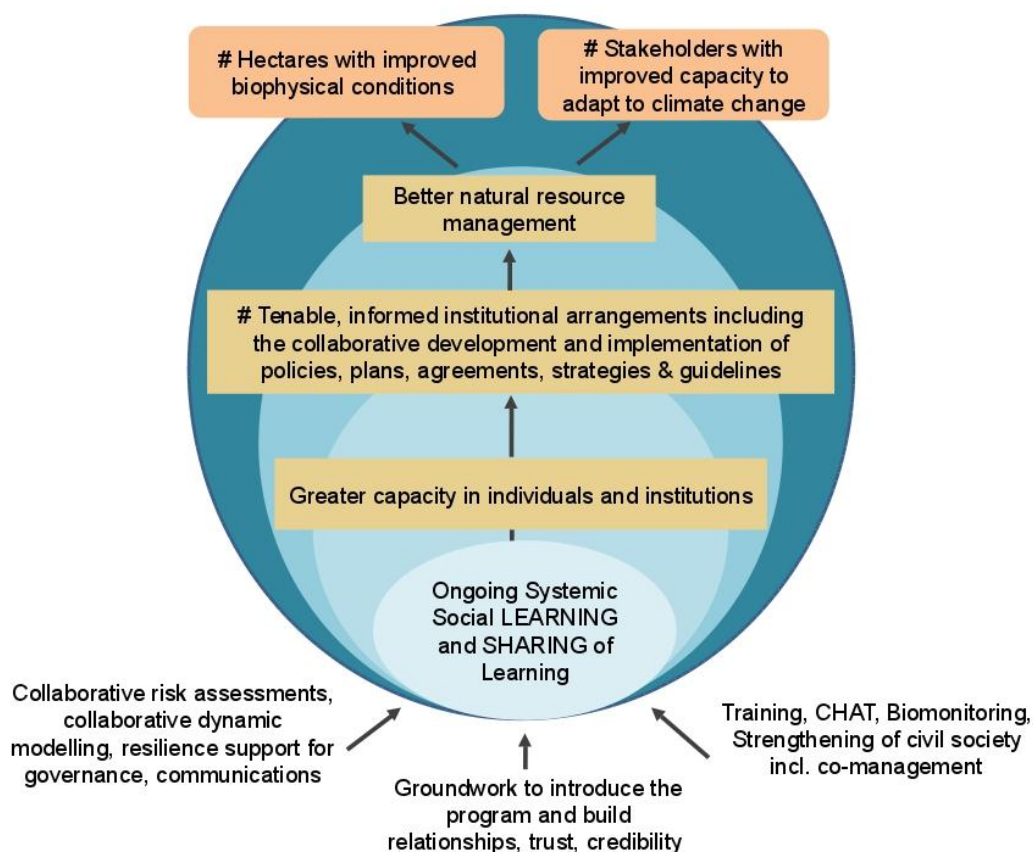 # Hectares with improved
biophysical conditions
# Stakeholders with
improved capacity to
adapt to climate change
Better natural resource
management
# Tenable, informed institutional arrangements including
the collaborative development and implementation of
policies, plans, agreements, strategies & guidelines
Greater capacity in individuals and institutions
Ongoing Systemic
Social LEARNING
and SHARING of
Learning
Collaborative risk assessments,
collaborative dynamic
modelling, resilience support for
governance, communications
Groundwork to introduce the
program and build
relationships, trust, credibility
Training, CHAT, Biomonitoring,
Strengthening of civil society
incl. co-management